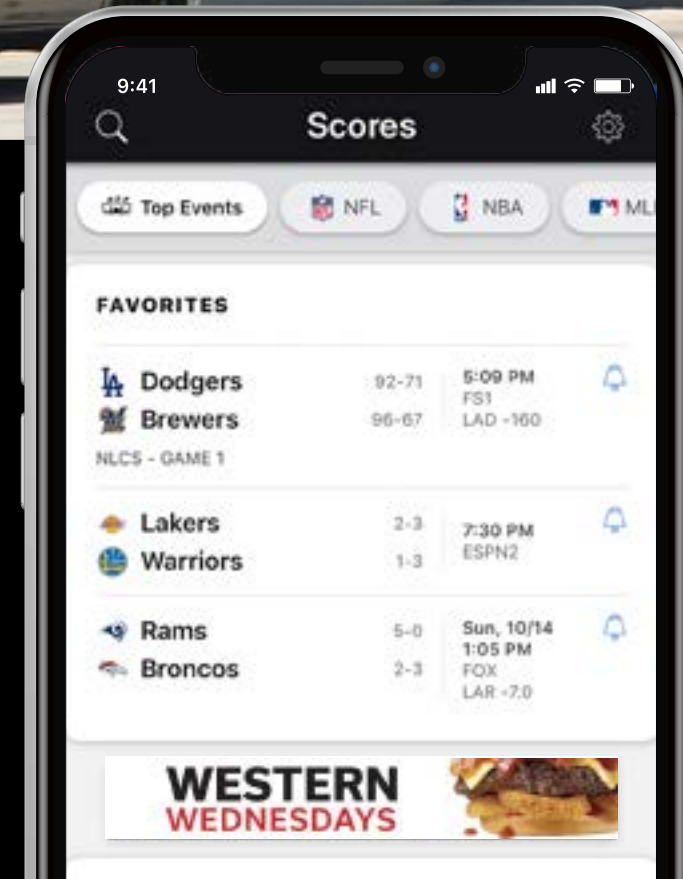 9:41
Scores
Top Events NFL NBA ML
FAVORITES
Dodgers 92-71 5:09 PM
FS1
Brewers 96-67 LAD -160
NLCS - GAME 1
Lakers 2-3 7:30 PM
Warriors 1-3 ESPN2
Rams 5-0 Sun, 10/14
1:05 PM
Broncos 2-3 FOX
LAR -7.0
WESTERN
WEDNESDAYS